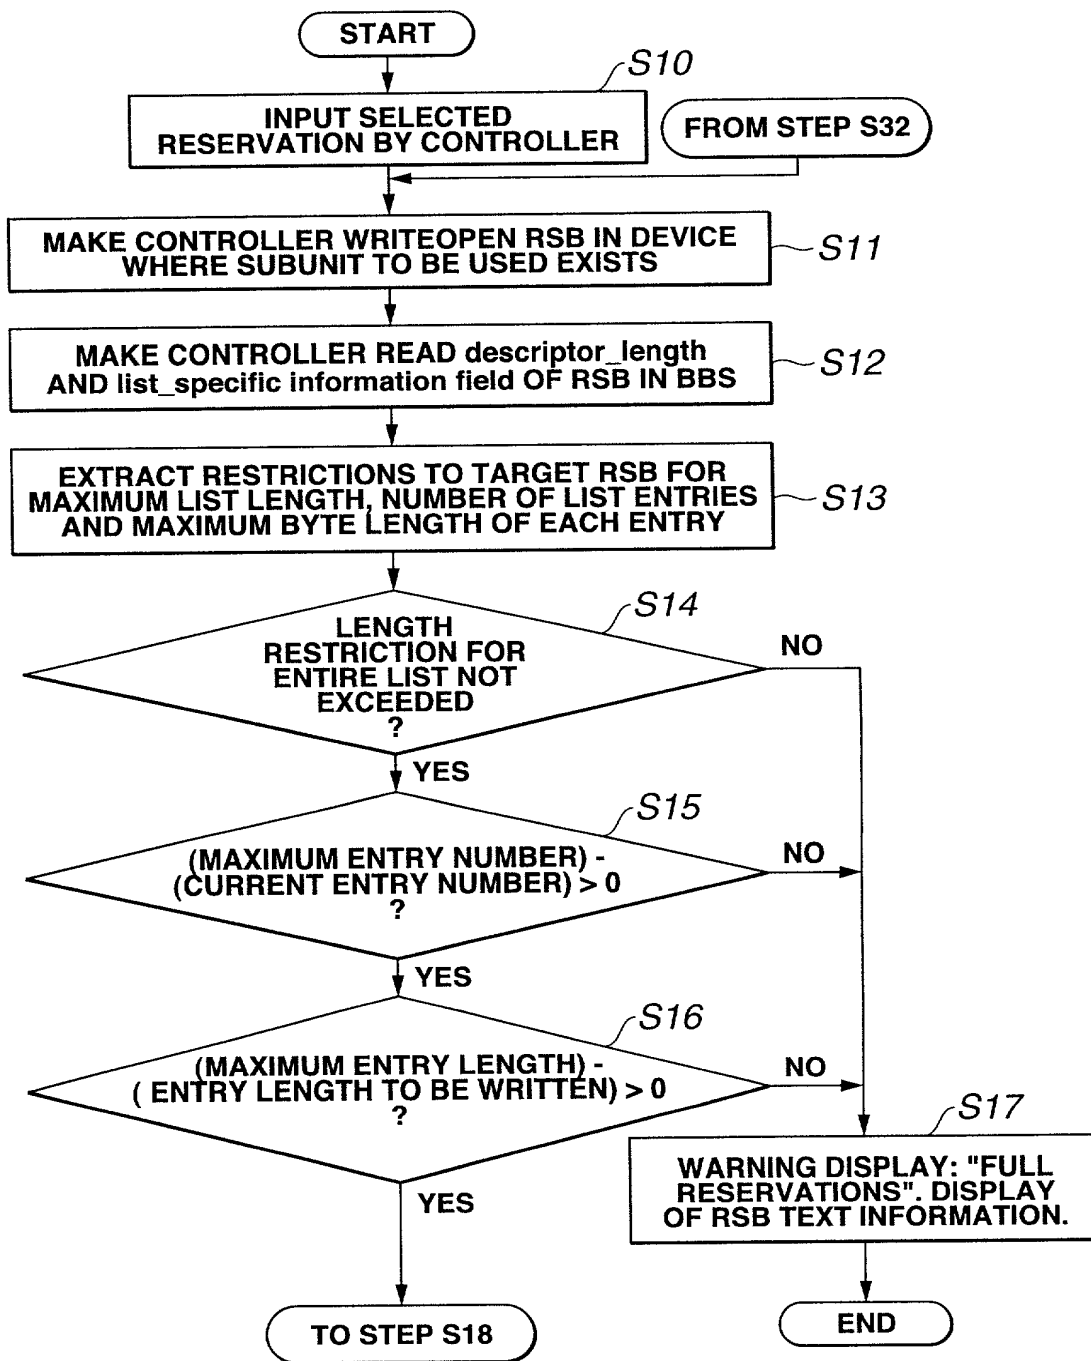 START
S10
INPUT SELECTED
RESERVATION BY CONTROLLER
FROM STEP S32
MAKE CONTROLLER WRITEOPEN RSB IN DEVICE
WHERE SUBUNIT TO BE USED EXISTS
S11
MAKE CONTROLLER READ descriptor_length
AND list_specific information field OF RSB IN BBS
S12
EXTRACT RESTRICTIONS TO TARGET RSB FOR
MAXIMUM LIST LENGTH, NUMBER OF LIST ENTRIES
AND MAXIMUM BYTE LENGTH OF EACH ENTRY
S13
S14
LENGTH
RESTRICTION FOR
ENTIRE LIST NOT
EXCEEDED
?
NO
YES
S15
(MAXIMUM ENTRY NUMBER) -
(CURRENT ENTRY NUMBER) > 0
?
NO
YES
S16
(MAXIMUM ENTRY LENGTH) -
( ENTRY LENGTH TO BE WRITTEN) > 0
?
NO
YES
S17
WARNING DISPLAY: "FULL
RESERVATIONS". DISPLAY
OF RSB TEXT INFORMATION.
TO STEP S18
END